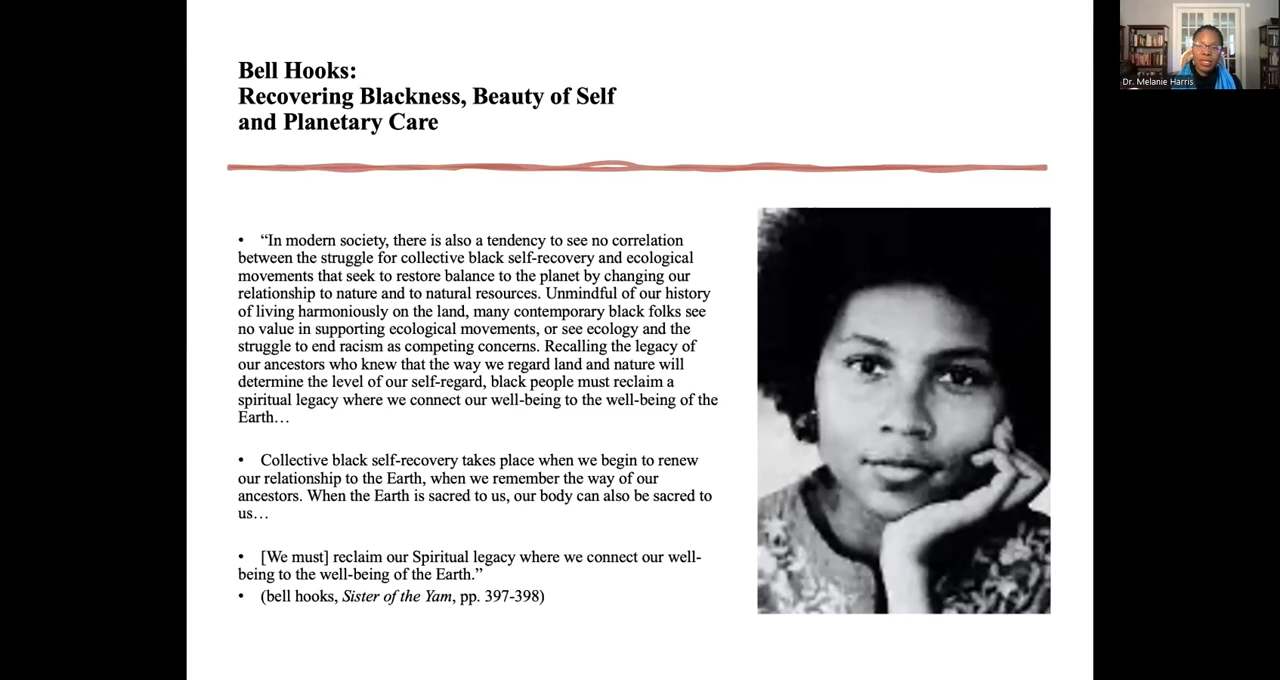 Bell Hooks:
Recovering Blackness, Beauty of Self
and Planetary Care
• “In modern society, there is also a tendency to see no correlation
between the struggle for collective black self-recovery and ecological
movements that seek to restore balance to the planet by changing our
relationship to nature and to natural resources. Unmindful of our history
of living harmoniously on the land, many contemporary black folks see
no value in supporting ecological movements, or see ecology and the
struggle to end racism as competing concerns. Recalling the legacy of
our ancestors who knew that the way we regard land and nature will
determine the level of our self-regard, black people must reclaim a
spiritual legacy where we connect our well-being to the well-being of the
Earth…
• Collective black self-recovery takes place when we begin to renew
our relationship to the Earth, when we remember the way of our
ancestors. When the Earth is sacred to us, our body can also be sacred to
us…
• [We must] reclaim our Spiritual legacy where we connect our well-
being to the well-being of the Earth.”
• (bell hooks, Sister of the Yam, pp. 397-398)
Dr. Melanie Harris